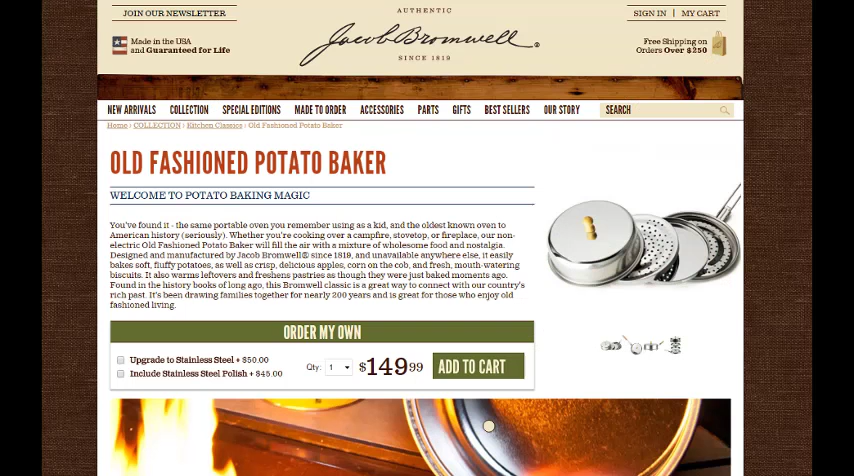 JOIN OUR NEWSLETTER
AUTHENTIC
SIGN IN | MY CART
Made in the USA
and Guaranteed for Life
Jacob Bromwell®
Free Shipping on
Orders Over $250
SINCE 1819
NEW ARRIVALS COLLECTION SPECIAL EDITIONS MADE TO ORDER ACCESSORIES PARTS GIFTS BEST SELLERS OUR STORY SEARCH
Home › COLLECTION › Kitchen Classics › Old Fashioned Potato Baker
OLD FASHIONED POTATO BAKER
WELCOME TO POTATO BAKING MAGIC
You've found it - the same portable oven you remember using as a kid, and the oldest known oven to
American history (seriously). Whether you're cooking over a campfire, stovetop, or fireplace, our non-
electric Old Fashioned Potato Baker will fill the air with a mixture of wholesome food and nostalgia.
Designed and manufactured by Jacob Bromwell® since 1819, and unavailable anywhere else, it easily
bakes soft, fluffy potatoes, as well as crisp, delicious apples, corn on the cob, and fresh, mouth-watering
biscuits. It also warms leftovers and freshens pastries as though they were just baked moments ago.
Found in the history books of long ago, this Bromwell classic is a great way to connect with our country's
rich past. It's been drawing families together for nearly 200 years and is great for those who enjoy old
fashioned living.
ORDER MY OWN
Upgrade to Stainless Steel + $50.00
Include Stainless Steel Polish + $45.00
Qty: 1 $149.99 ADD TO CART